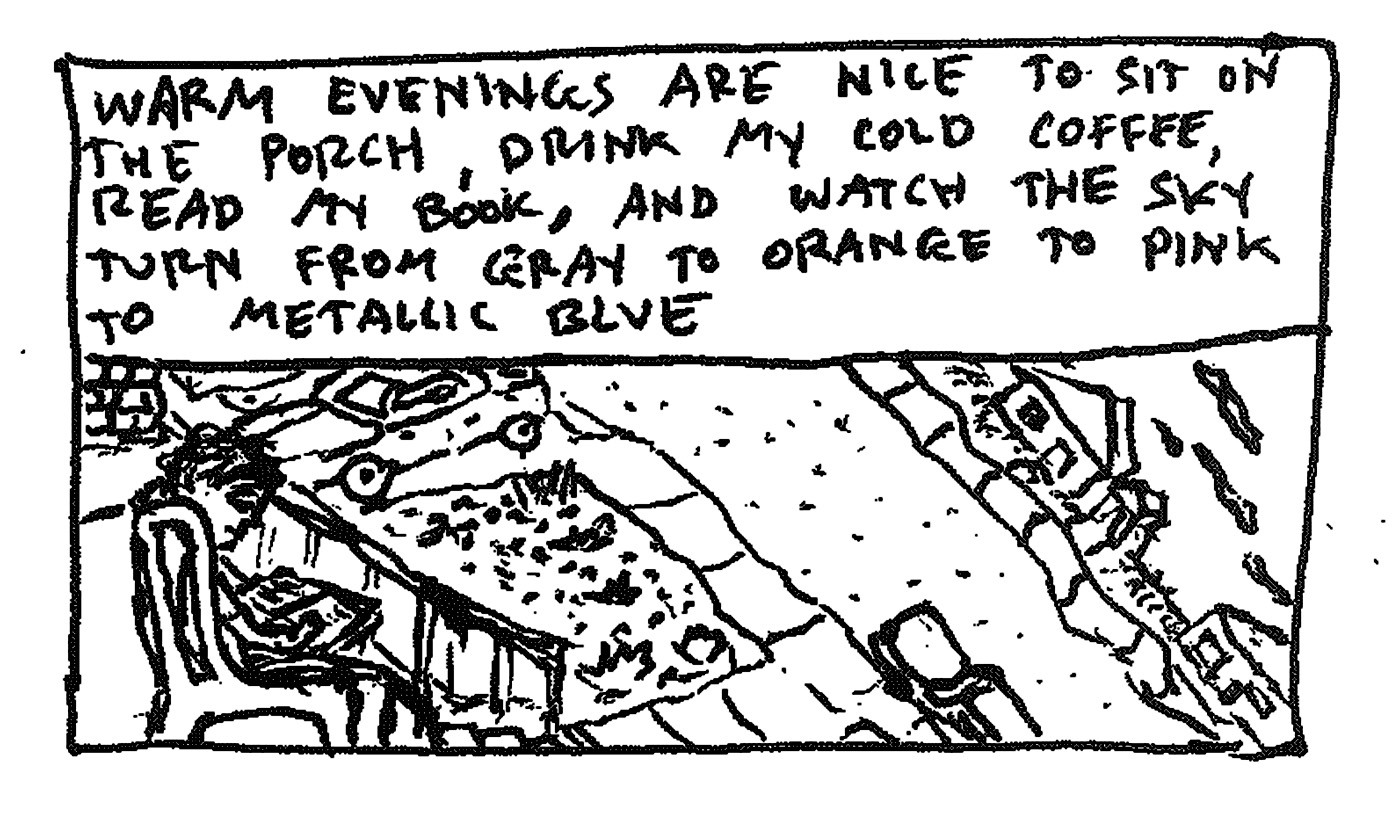 WARM EVENINGS ARE NICE TO SIT ON
THE PORCH, DRINK MY COLD COFFEE,
READ MY BOOK, AND WATCH THE SKY
TURN FROM GRAY TO ORANGE TO PINK
TO METALLIC BLUE